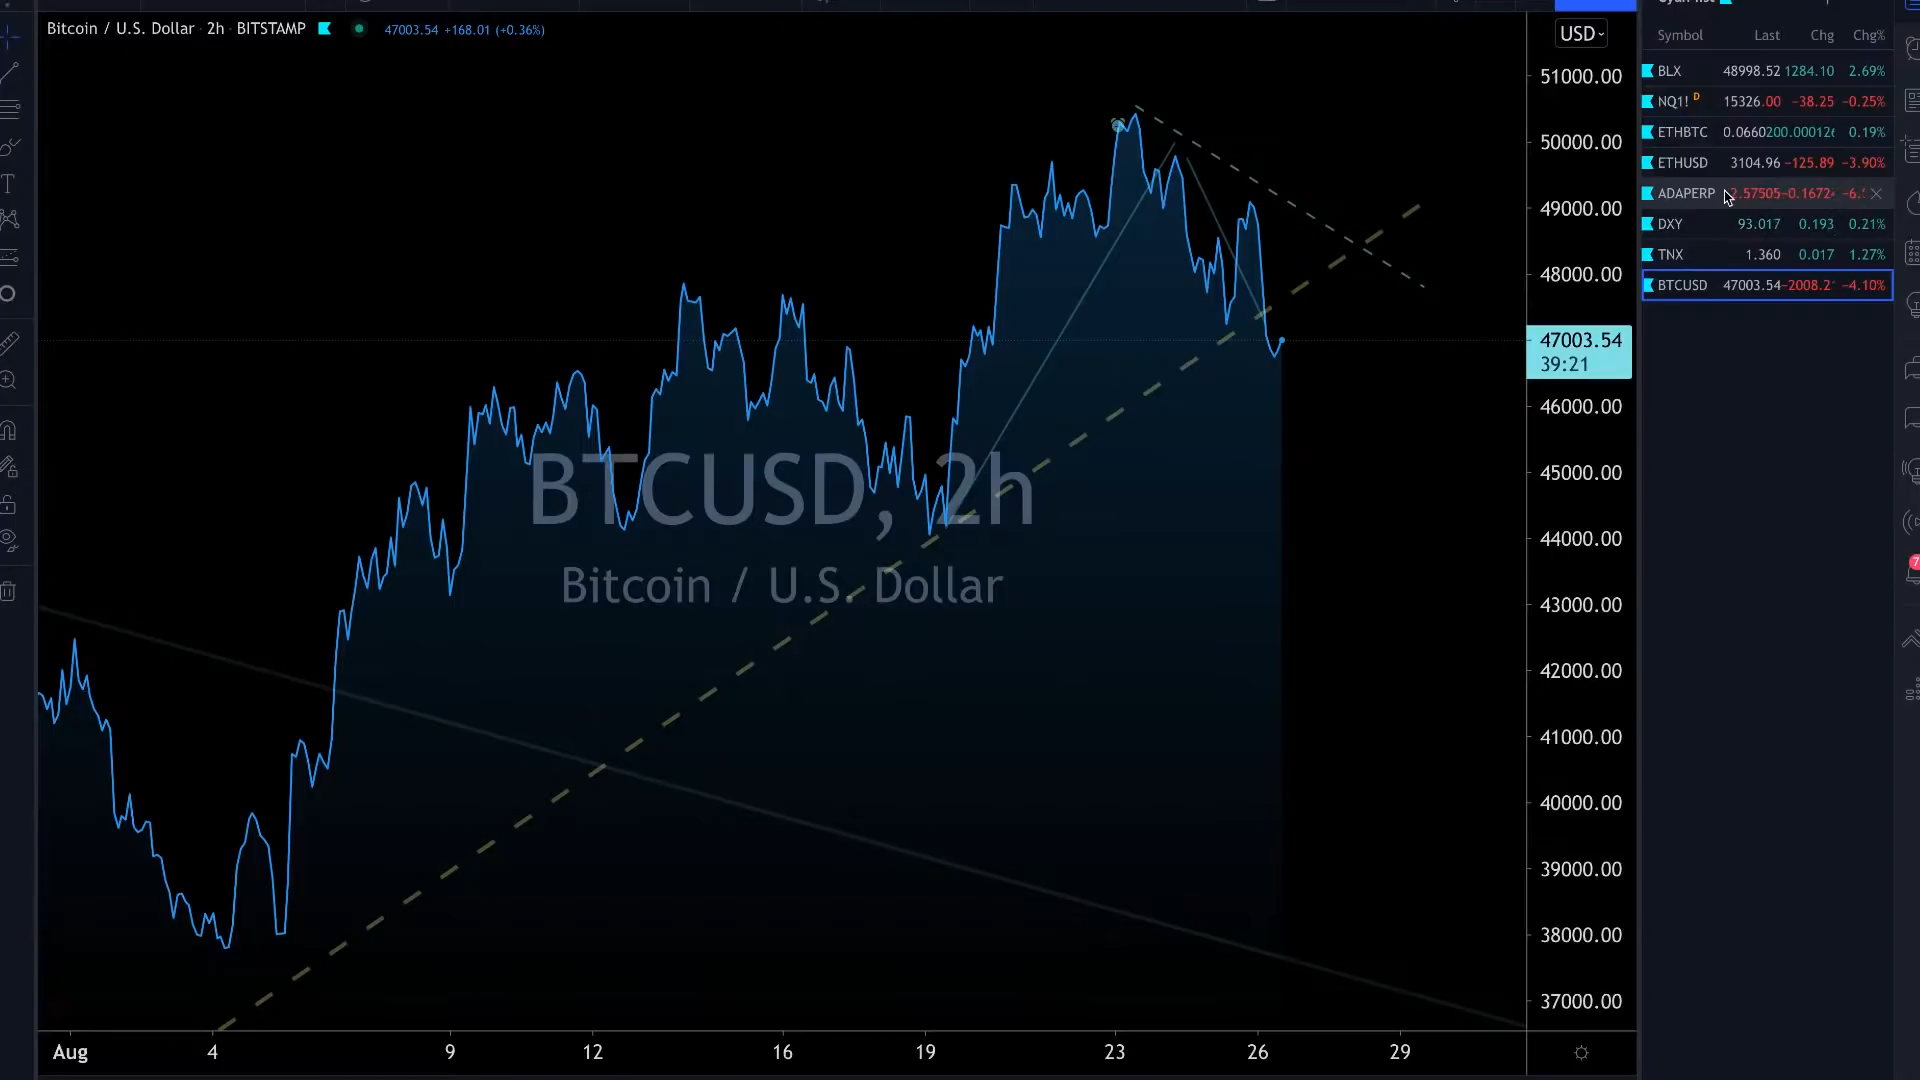 Bitcoin / U.S. Dollar · 2h · BITSTAMP 47003.54 +168.01 (+0.36%)
USD
51000.00
50000.00
49000.00
48000.00
47003.54
39:21
46000.00
45000.00
44000.00
43000.00
42000.00
41000.00
40000.00
39000.00
38000.00
37000.00
BTCUSD, 2h
Bitcoin / U.S. Dollar
Aug 4 9 12 16 19 23 26 29
Symbol Last Chg Chg%
BLX 48998.52 1284.10 2.69%
NQ1! D 15326.00 −38.25 −0.25%
ETHBTC 0.19%
ETHUSD 3104.96 −125.89 −3.90%
ADAPERP
DXY 93.017 0.193 0.21%
TNX 1.360 0.017 1.27%
BTCUSD 47003.54 −4.10%
7